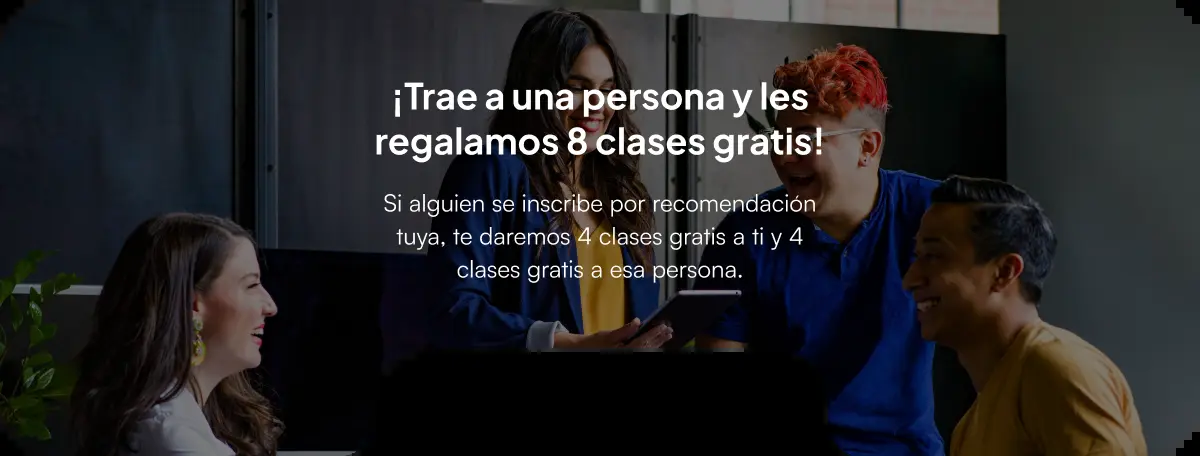 ¡Trae a una persona y les
regalamos 8 clases gratis!
Si alguien se inscribe por recomendación
tuya, te daremos 4 clases gratis a ti y 4
clases gratis a esa persona.